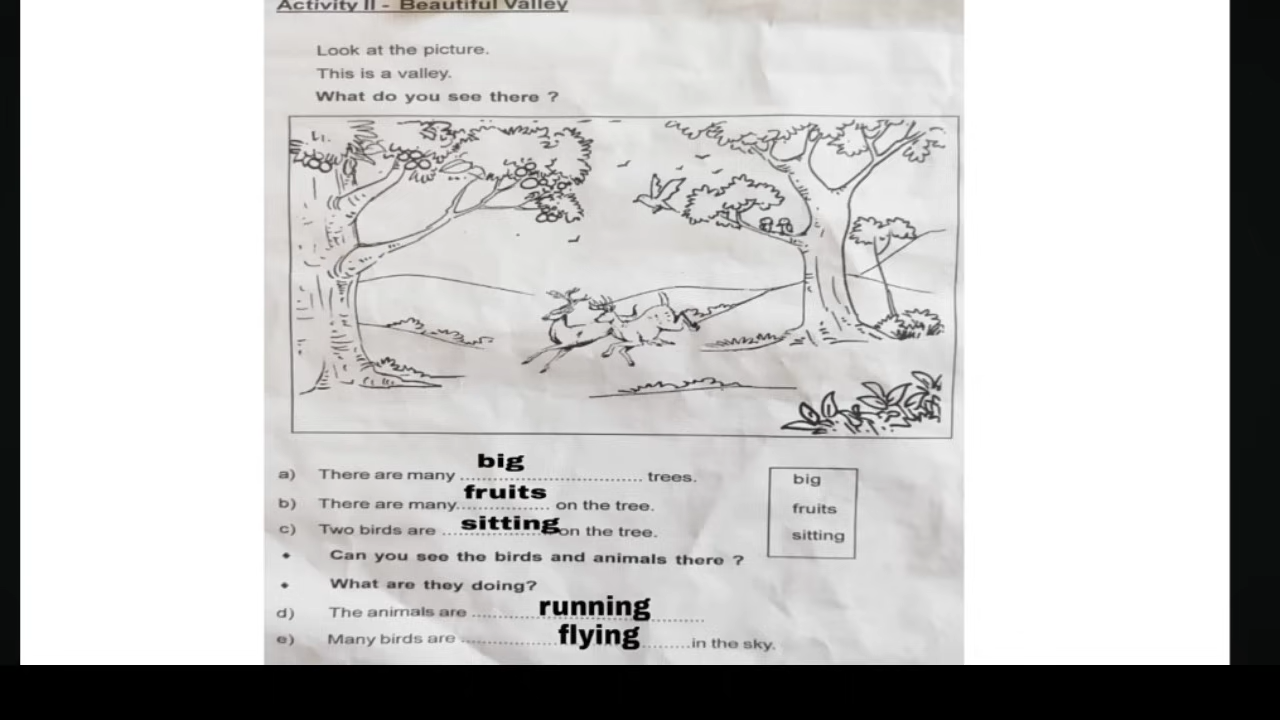 Activity II - Beautiful Valley
Look at the picture.
This is a valley.
What do you see there ?
a) There are many ....big.... trees.
b) There are many....fruits.... on the tree.
c) Two birds are ....sitting on the tree.
big
fruits
sitting
• Can you see the birds and animals there ?
• What are they doing?
d) The animals are ....running....
e) Many birds are ....flying....in the sky.